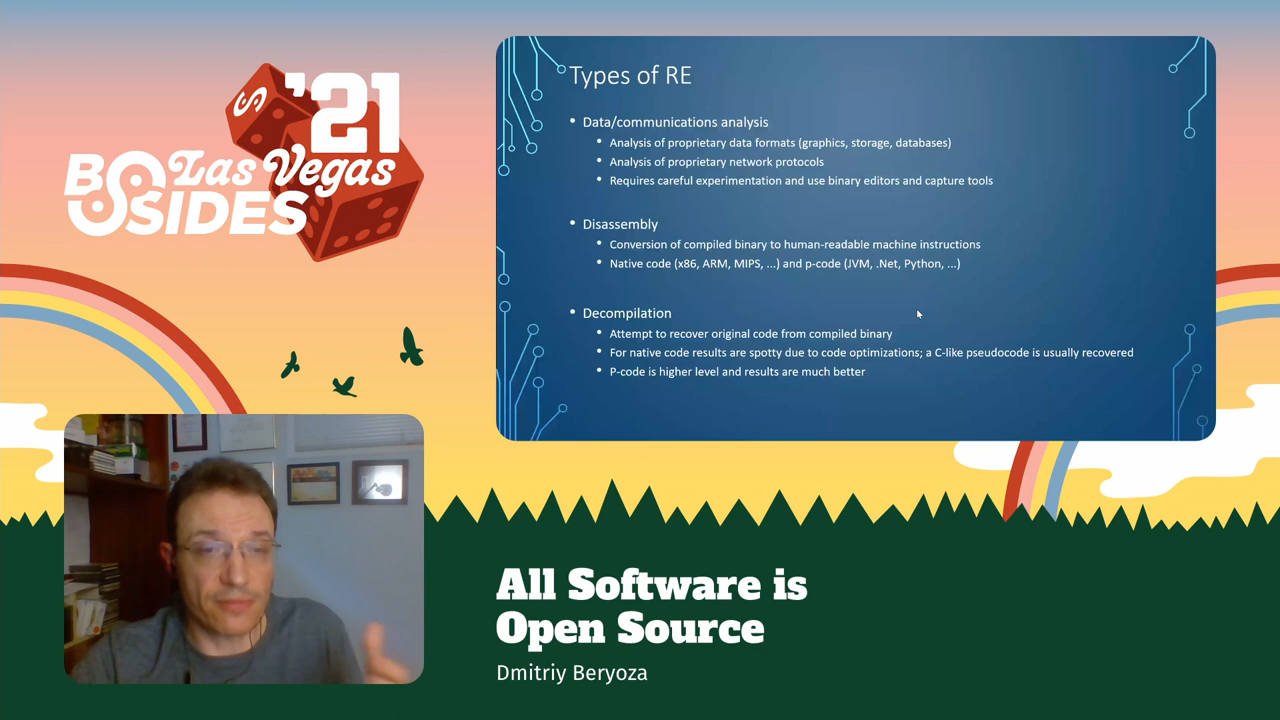 '21
BSIDES
Las Vegas
Types of RE
• Data/communications analysis
• Analysis of proprietary data formats (graphics, storage, databases)
• Analysis of proprietary network protocols
• Requires careful experimentation and use binary editors and capture tools
• Disassembly
• Conversion of compiled binary to human-readable machine instructions
• Native code (x86, ARM, MIPS, ...) and p-code (JVM, .Net, Python, ...)
• Decompilation
• Attempt to recover original code from compiled binary
• For native code results are spotty due to code optimizations; a C-like pseudocode is usually recovered
• P-code is higher level and results are much better
All Software is
Open Source
Dmitriy Beryoza